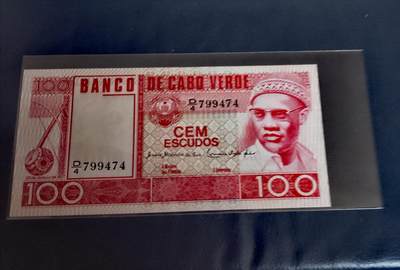 100 BANCO DE CABO VERDE
D/4 799474
CEM
ESCUDOS
D/4 799474
100 100